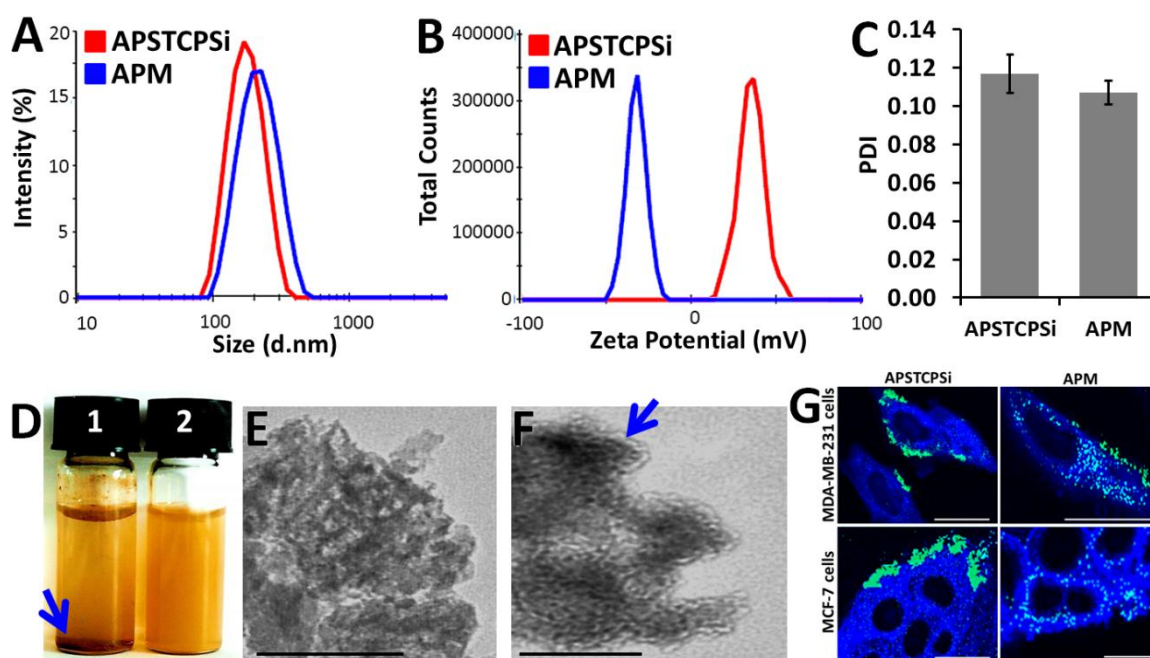 A
APSTCPSi
APM
Intensity (%)
20
15
10
5
0
10
100
1000
Size (d.nm)
B
APSTCPSi
APM
Total Counts
400000
300000
200000
100000
0
-100
0
100
Zeta Potential (mV)
C
PDI
0.14
0.12
0.10
0.08
0.06
0.04
0.02
0.00
APSTCPSi
APM
D
1
2
E
F
G
APSTCPSi
APM
MDA-MB-231 cells
MCF-7 cells